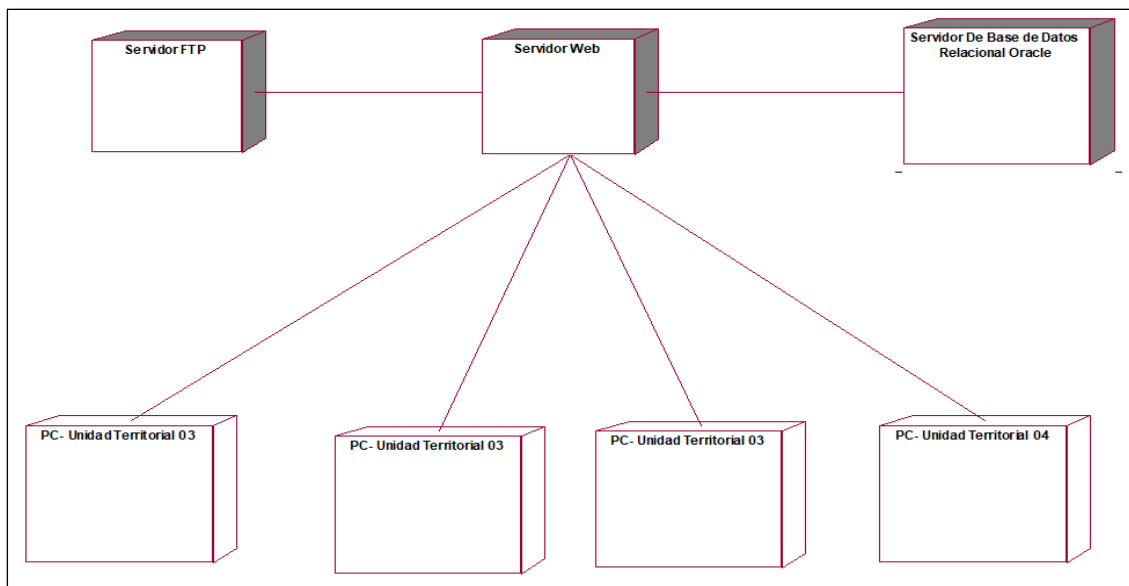 Servidor FTP
Servidor Web
Servidor De Base de Datos
Relacional Oracle
PC- Unidad Territorial 03
PC- Unidad Territorial 03
PC- Unidad Territorial 03
PC- Unidad Territorial 04